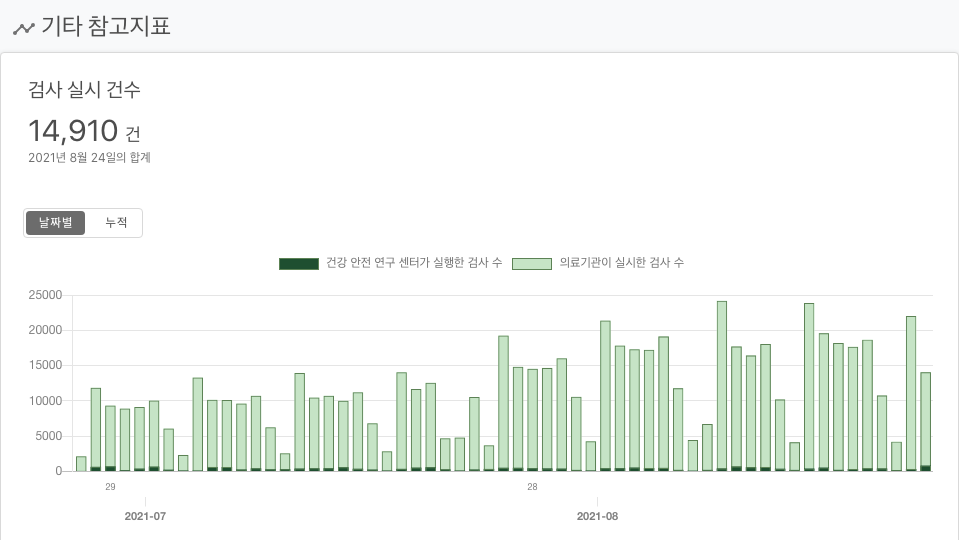 기타 참고지표
검사 실시 건수
14,910 건
2021년 8월 24일의 합계
날짜별 누적
건강 안전 연구 센터가 실행한 검사 수 의료기관이 실시한 검사 수
25000
20000
15000
10000
5000
0
29 28
2021-07 2021-08